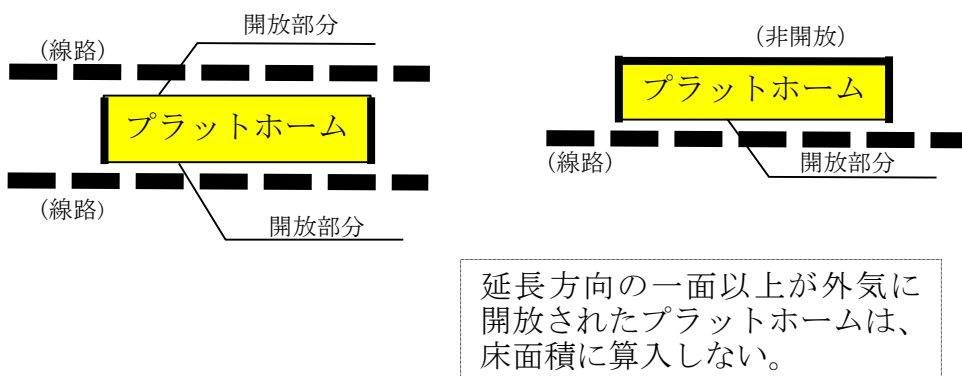 開放部分
(線路)
プラットホーム
(線路)
開放部分
(非開放)
プラットホーム
(線路)
開放部分
延長方向の一面以上が外気に
開放されたプラットホームは、
床面積に算入しない。